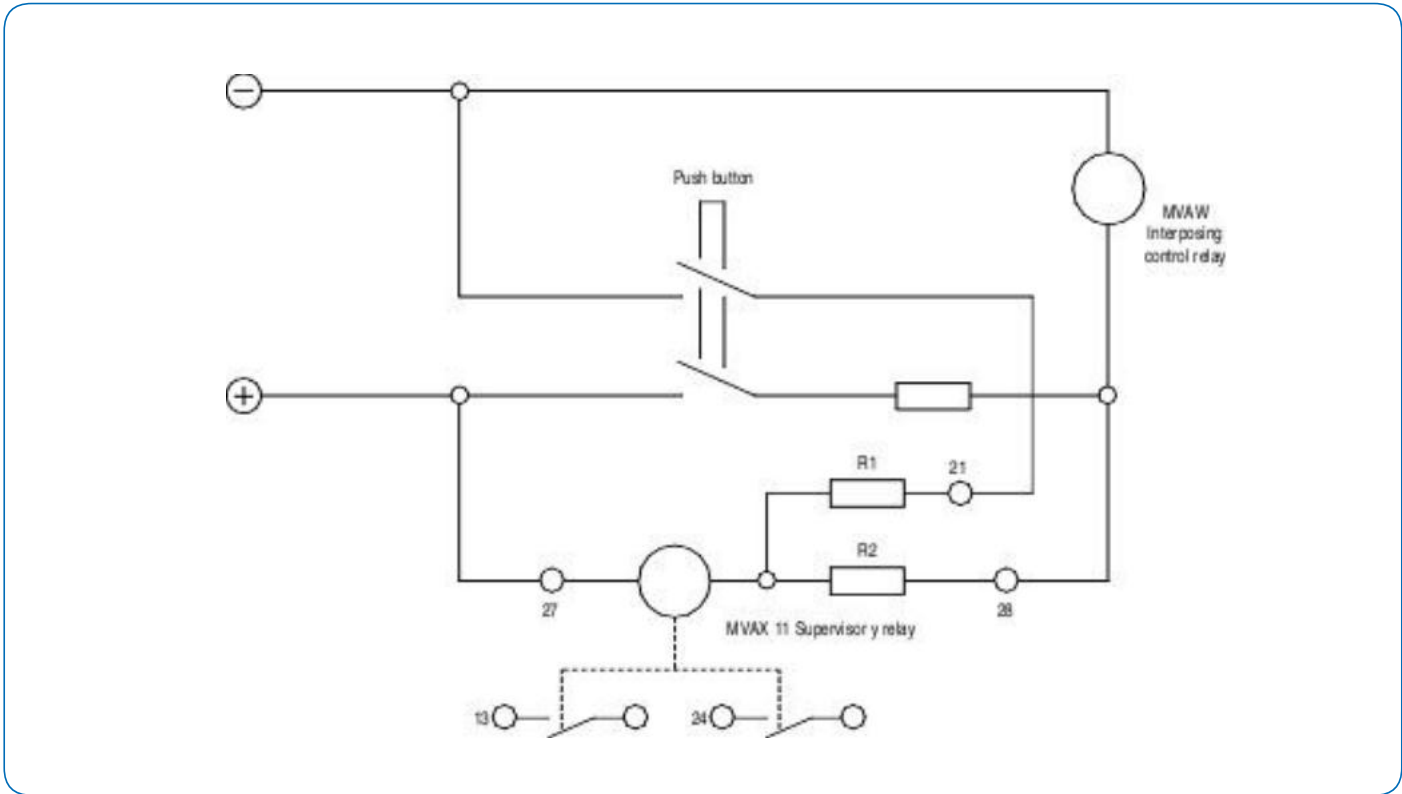 −
Push button
MVAW
Interposing
control relay
+
R1
21
R2
27
28
MVAX 11 Supervisor y relay
13
24